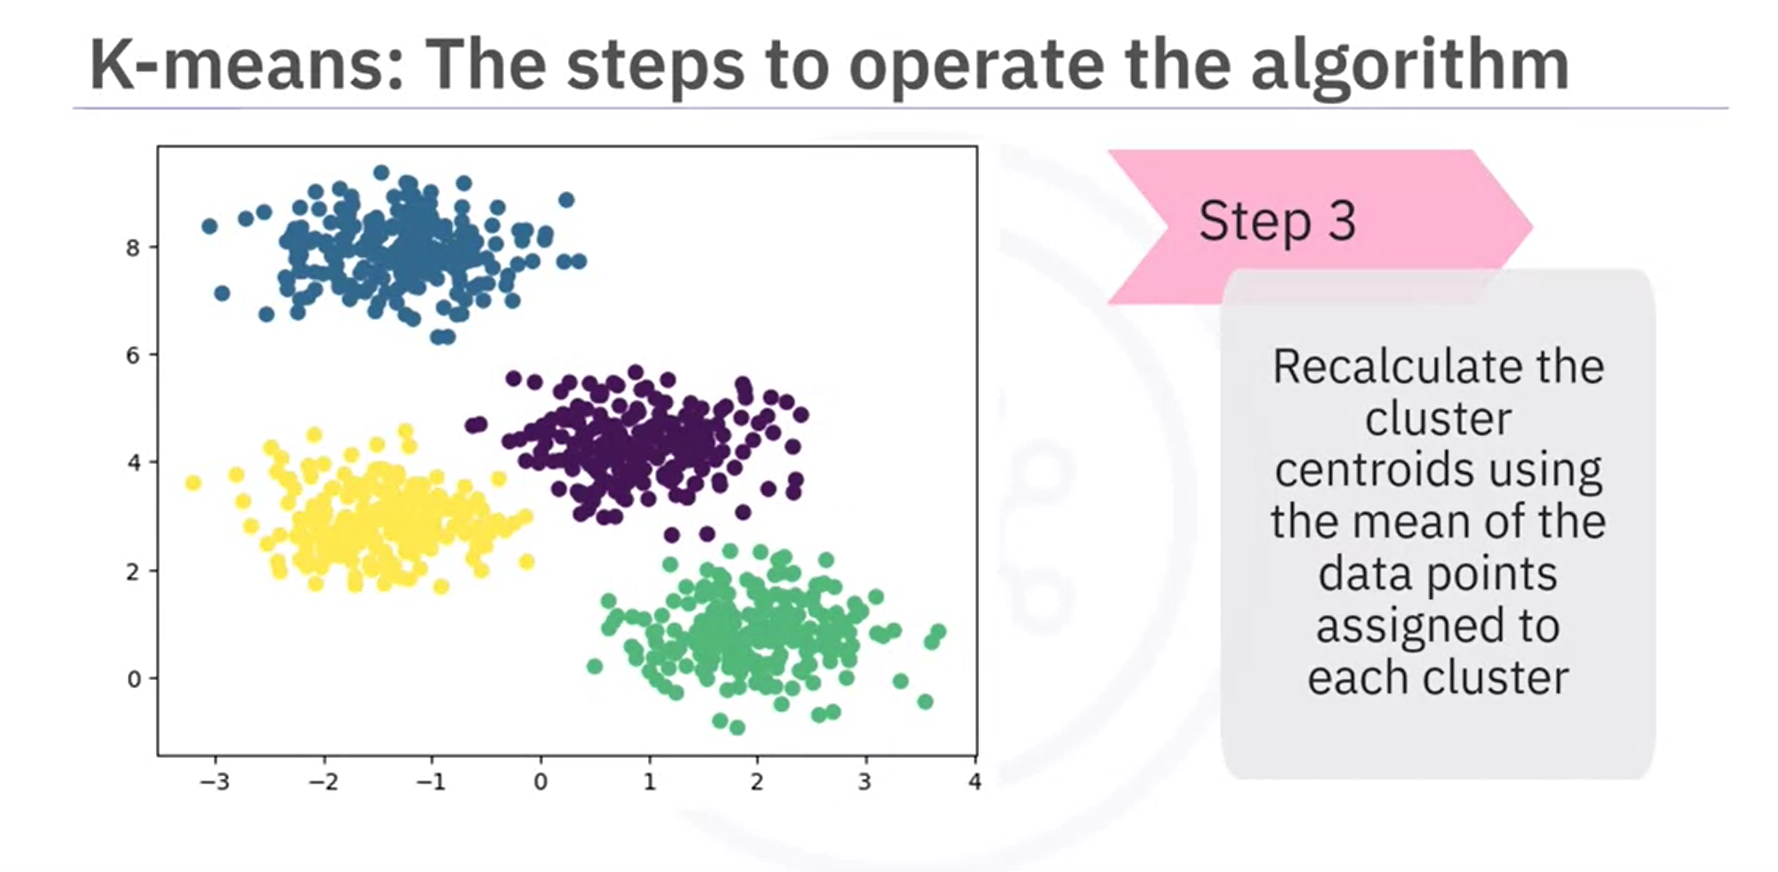 K-means: The steps to operate the algorithm
Step 3
Recalculate the
cluster
centroids using
the mean of the
data points
assigned to
each cluster
8
6
4
2
0
−3 −2 −1 0 1 2 3 4